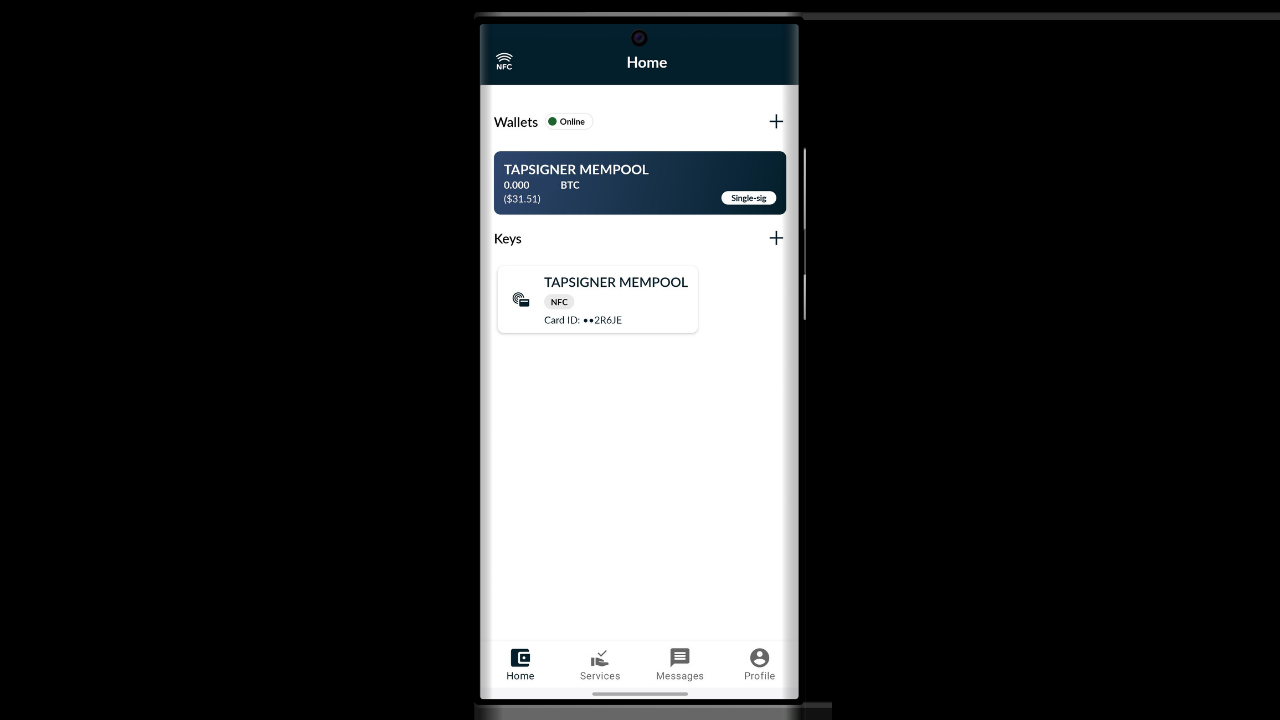 NFC
Home
Wallets
Online
TAPSIGNER MEMPOOL
0.000 BTC
($31.51)
Single-sig
Keys
TAPSIGNER MEMPOOL
NFC
Card ID: ••2R6JE
Home
Services
Messages
Profile